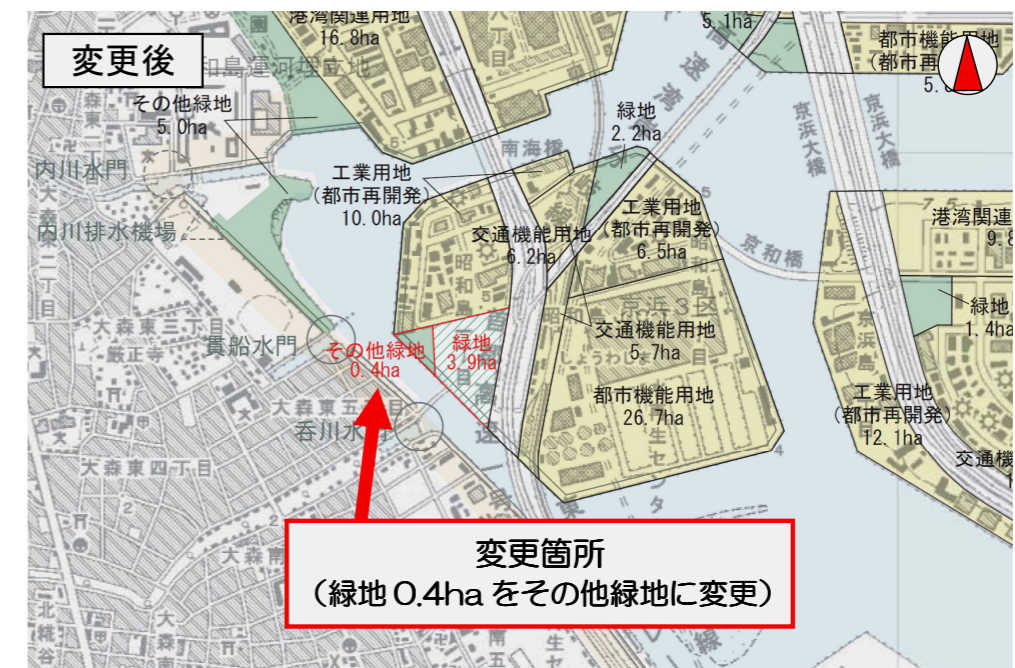 変更後
港湾関連用地
16.8ha
5.1ha
都市機能用地
和島運河埋立地
その他緑地
5.0ha
緑地
2.2ha
京浜大橋
京浜大橋
南海橋
内川水門
工業用地
(都市再開発)
10.0ha
内川排水機場
交通機能用地
6.2ha
工業用地
(都市再開発)
6.5ha
京和橋
港湾関連
9.8
緑地
1.4ha
昭和島
京浜3区
交通機能用地
5.7ha
大森東三丁目
厳正寺
貴船水門
その他緑地
0.4ha
緑地
3.9ha
都市機能用地
26.7ha
京浜島
工業用地
(都市再開発)
12.1ha
大森東五丁目
呑川水門
大森東四丁目
交通機
変更箇所
(緑地0.4haをその他緑地に変更)